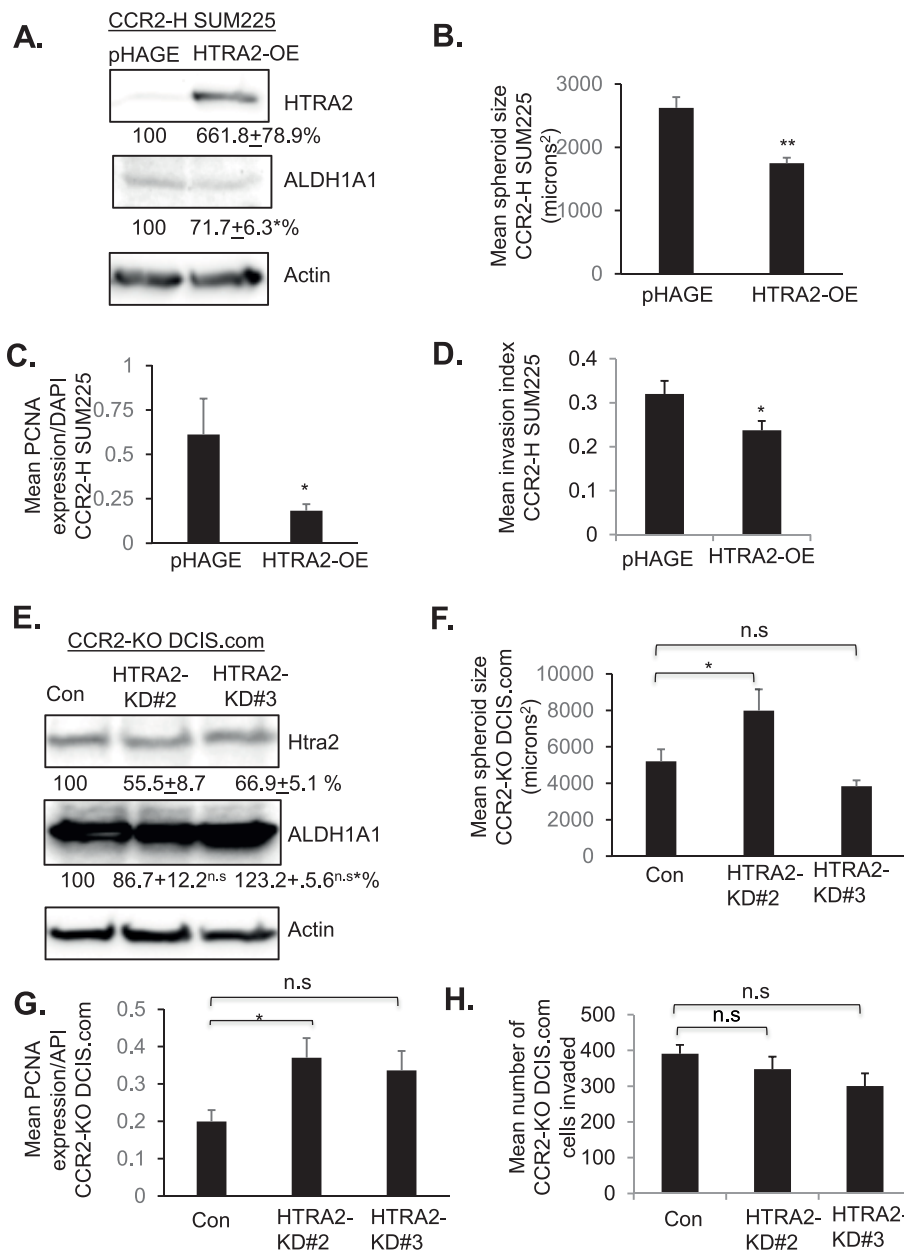 A.
CCR2-H SUM225
pHAGE HTRA2-OE
HTRA2
100 661.8+78.9%
ALDH1A1
100 71.7+6.3*%
Actin
B.
Mean spheroid size
CCR2-H SUM225
(microns²)
3000
2000
1000
0
**
pHAGE HTRA2-OE
C.
Mean PCNA
expression/DAPI
CCR2-H SUM225
1
0.75
0.5
0.25
0
*
pHAGE HTRA2-OE
D.
Mean invasion index
CCR2-H SUM225
0.4
0.3
0.2
0.1
0
*
pHAGE HTRA2-OE
E.
CCR2-KO DCIS.com
Con HTRA2-KD#2 HTRA2-KD#3
Htra2
100 55.5+8.7 66.9+5.1 %
ALDH1A1
100 86.7+12.2n.s 123.2+.5.6n.s*%
Actin
F.
Mean spheroid size
CCR2-KO DCIS.com
(microns²)
10000
8000
6000
4000
2000
0
n.s
*
Con HTRA2-KD#2 HTRA2-KD#3
G.
Mean PCNA
expression/API
CCR2-KO DCIS.com
0.5
0.4
0.3
0.2
0.1
0
n.s
*
Con HTRA2-KD#2 HTRA2-KD#3
H.
Mean number of
CCR2-KO DCIS.com
cells invaded
500
400
300
200
100
0
n.s
n.s
Con HTRA2-KD#2 HTRA2-KD#3